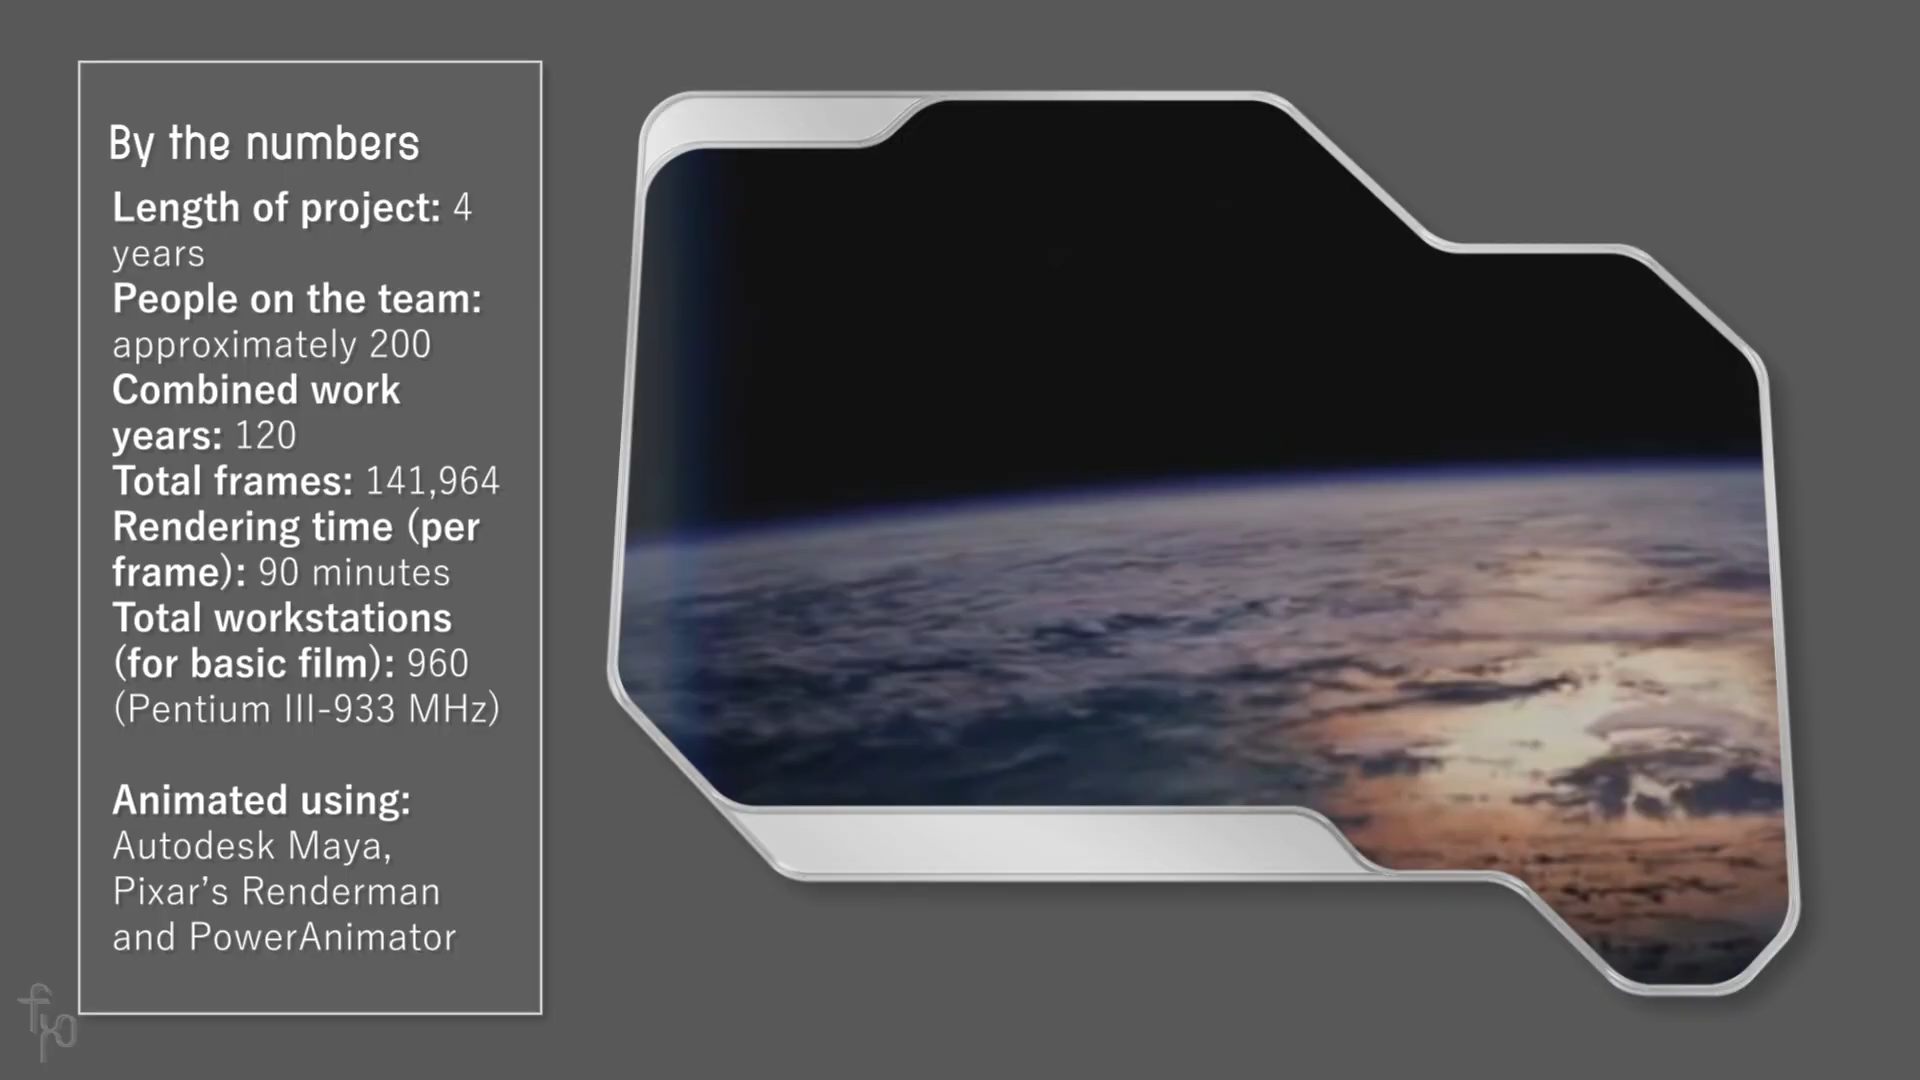 By the numbers
Length of project: 4
years
People on the team:
approximately 200
Combined work
years: 120
Total frames: 141,964
Rendering time (per
frame): 90 minutes
Total workstations
(for basic film): 960
(Pentium III-933 MHz)
Animated using:
Autodesk Maya,
Pixar’s Renderman
and PowerAnimator
fxo